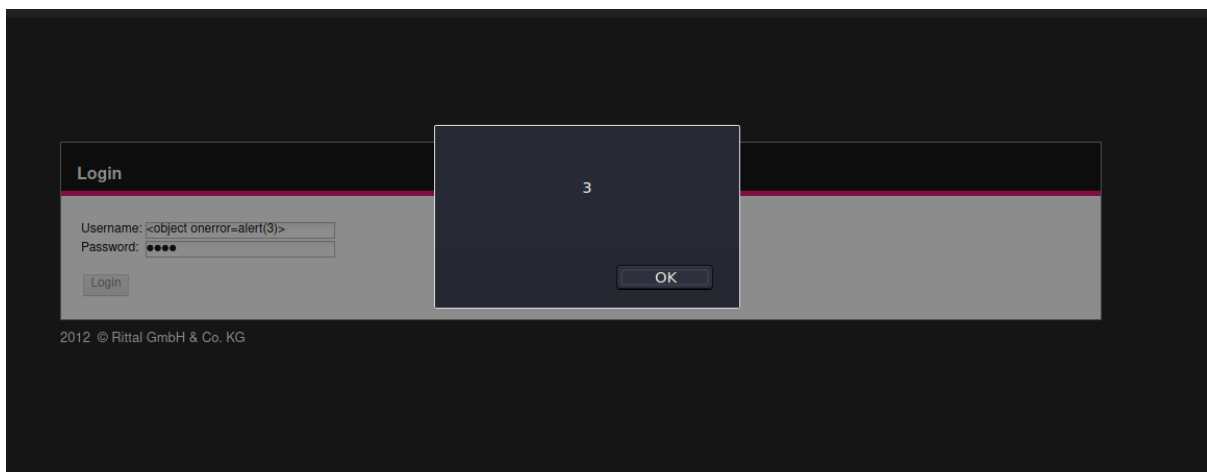 Login
3
Username: <object onerror=alert(3)>
Password: ●●●●
Login
OK
2012 © Rittal GmbH & Co. KG